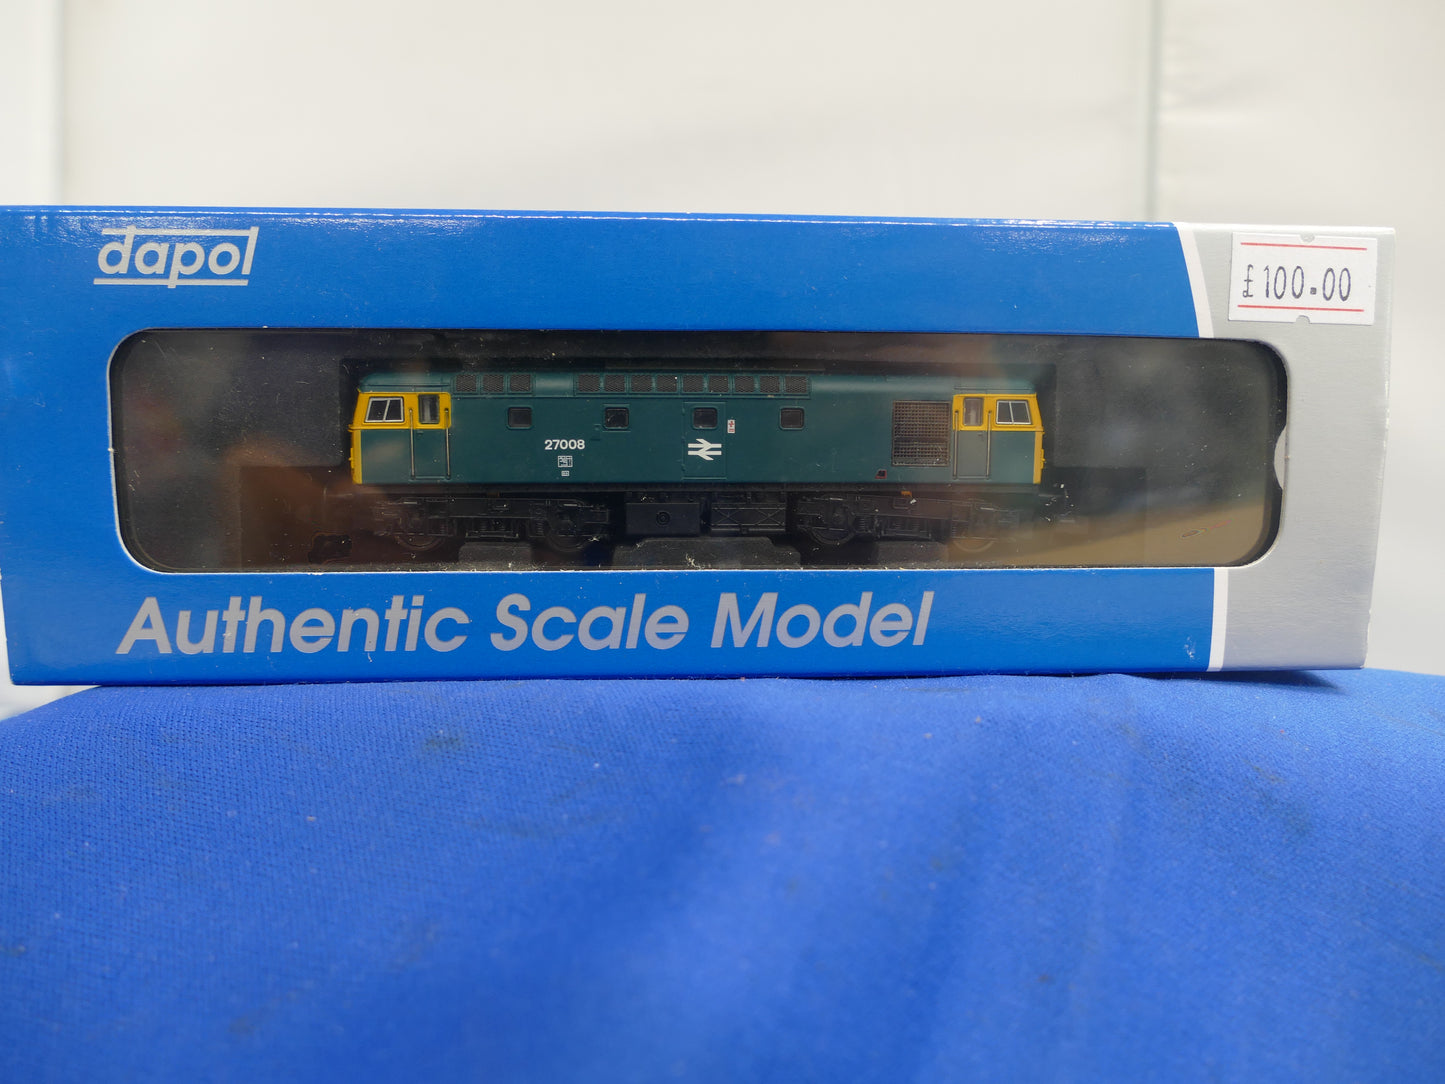 dapol
£100.00
27008
Authentic Scale Model